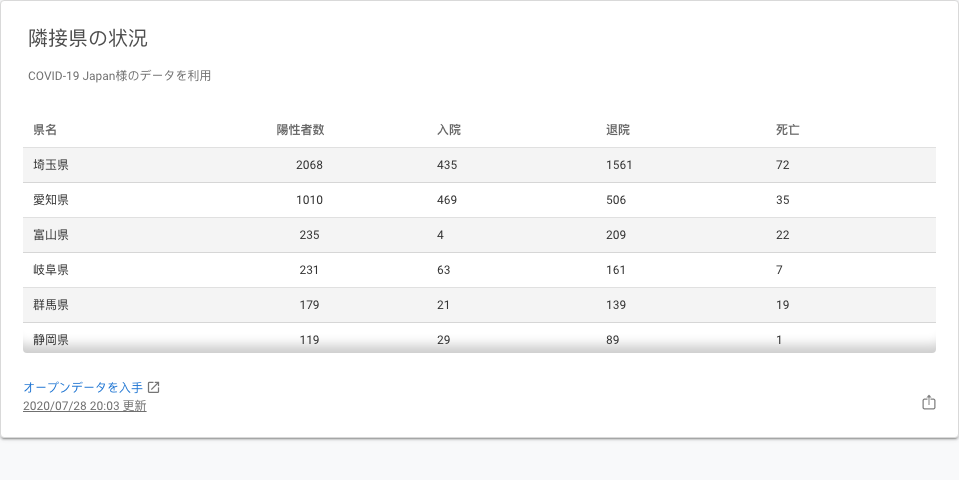 隣接県の状況
COVID-19 Japan様のデータを利用
県名 陽性者数 入院 退院 死亡
埼玉県 2068 435 1561 72
愛知県 1010 469 506 35
富山県 235 4 209 22
岐阜県 231 63 161 7
群馬県 179 21 139 19
静岡県 119 29 89 1
オープンデータを入手
2020/07/28 20:03 更新